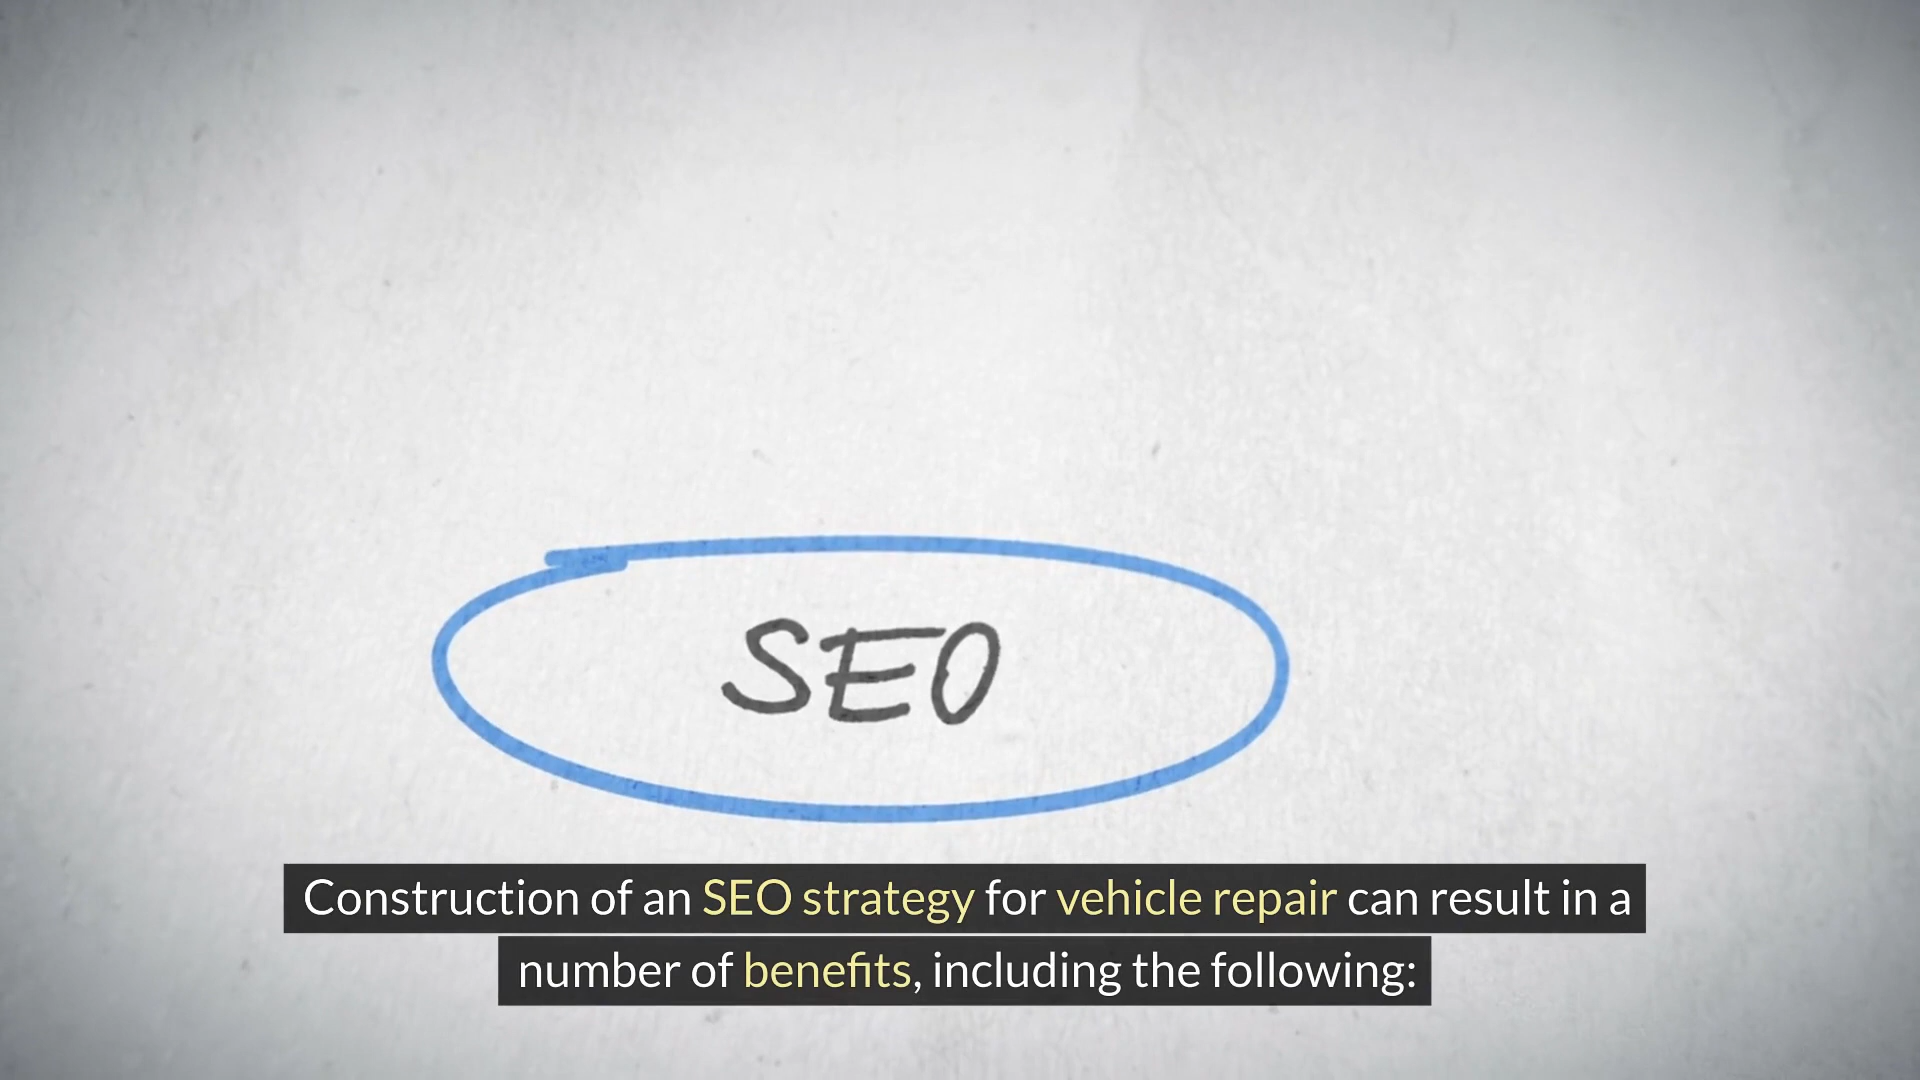 SEO
Construction of an SEO strategy for vehicle repair can result in a
number of benefits, including the following: